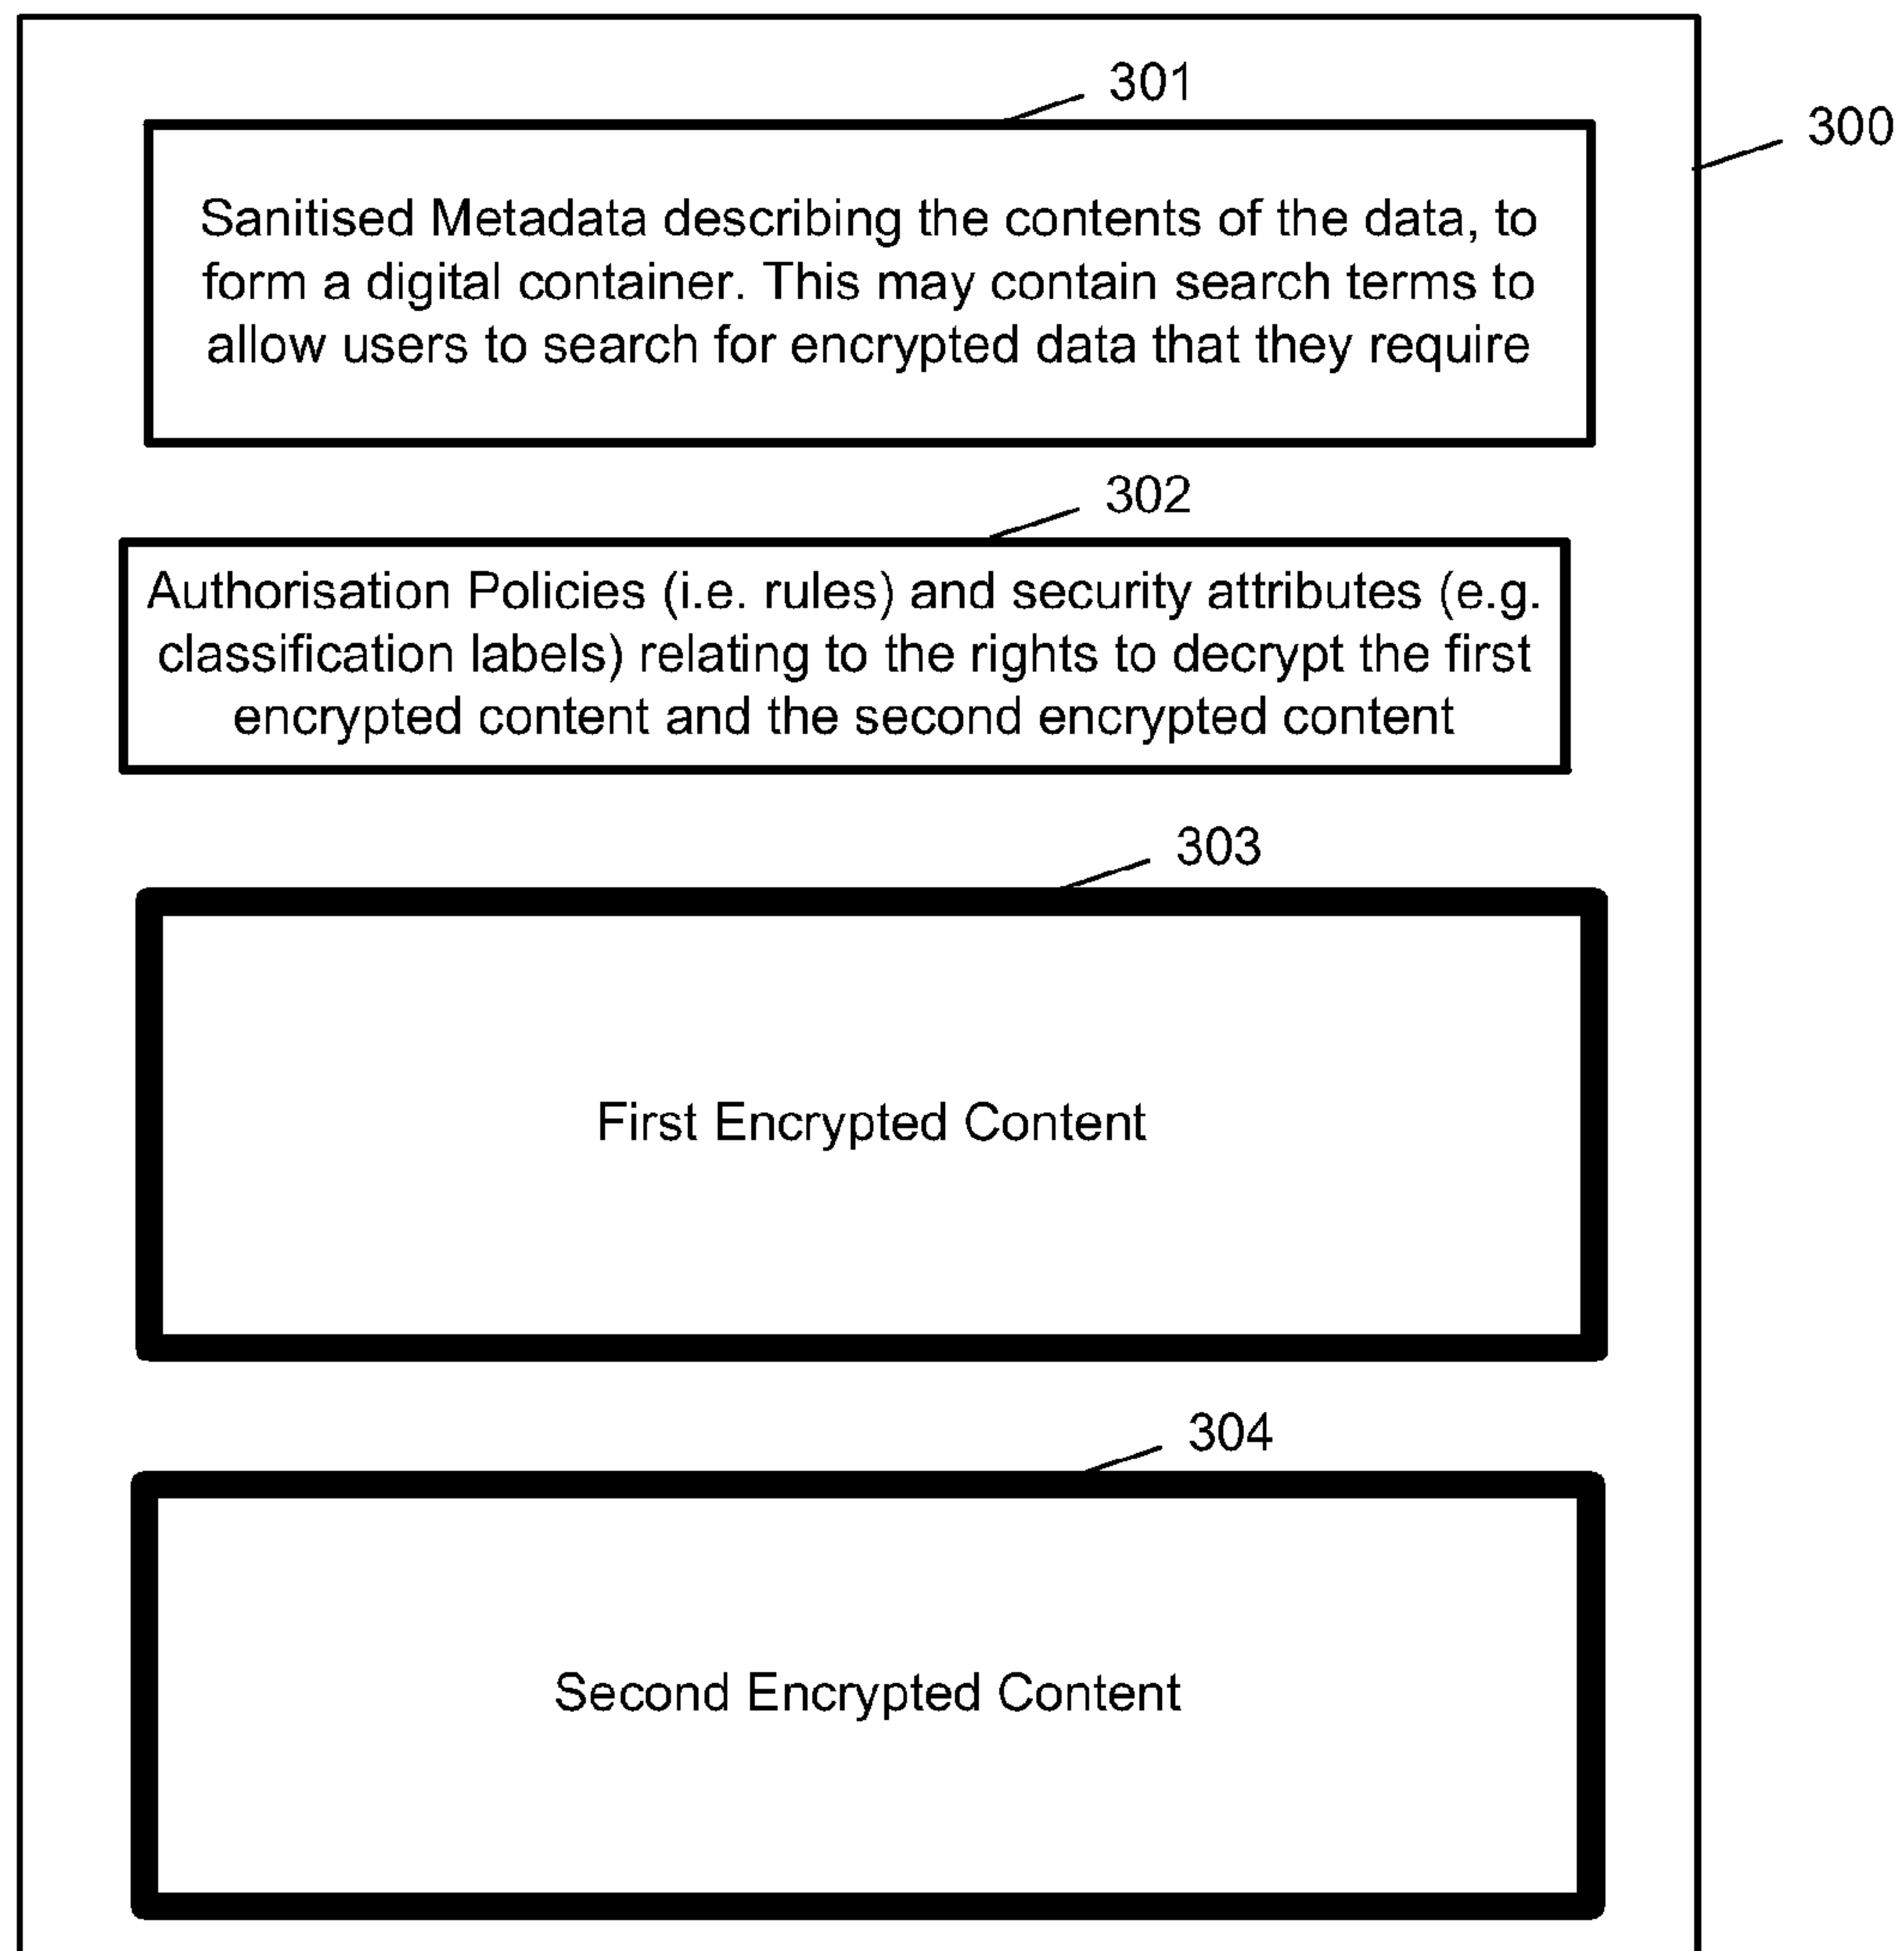 301
300
Sanitised Metadata describing the contents of the data, to
form a digital container. This may contain search terms to
allow users to search for encrypted data that they require
302
Authorisation Policies (i.e. rules) and security attributes (e.g.
classification labels) relating to the rights to decrypt the first
encrypted content and the second encrypted content
303
First Encrypted Content
304
Second Encrypted Content